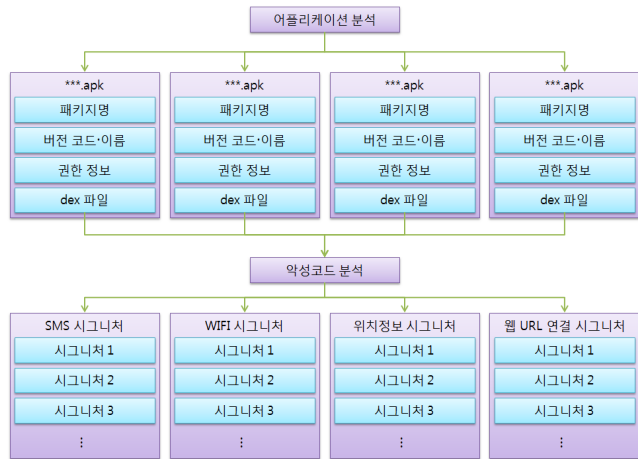 어플리케이션 분석
***.apk
패키지명
버전 코드·이름
권한 정보
dex 파일
***.apk
패키지명
버전 코드·이름
권한 정보
dex 파일
***.apk
패키지명
버전 코드·이름
권한 정보
dex 파일
***.apk
패키지명
버전 코드·이름
권한 정보
dex 파일
악성코드 분석
SMS 시그니처
시그니처 1
시그니처 2
시그니처 3
⋮
WIFI 시그니처
시그니처 1
시그니처 2
시그니처 3
⋮
위치정보 시그니처
시그니처 1
시그니처 2
시그니처 3
⋮
웹 URL 연결 시그니처
시그니처 1
시그니처 2
시그니처 3
⋮